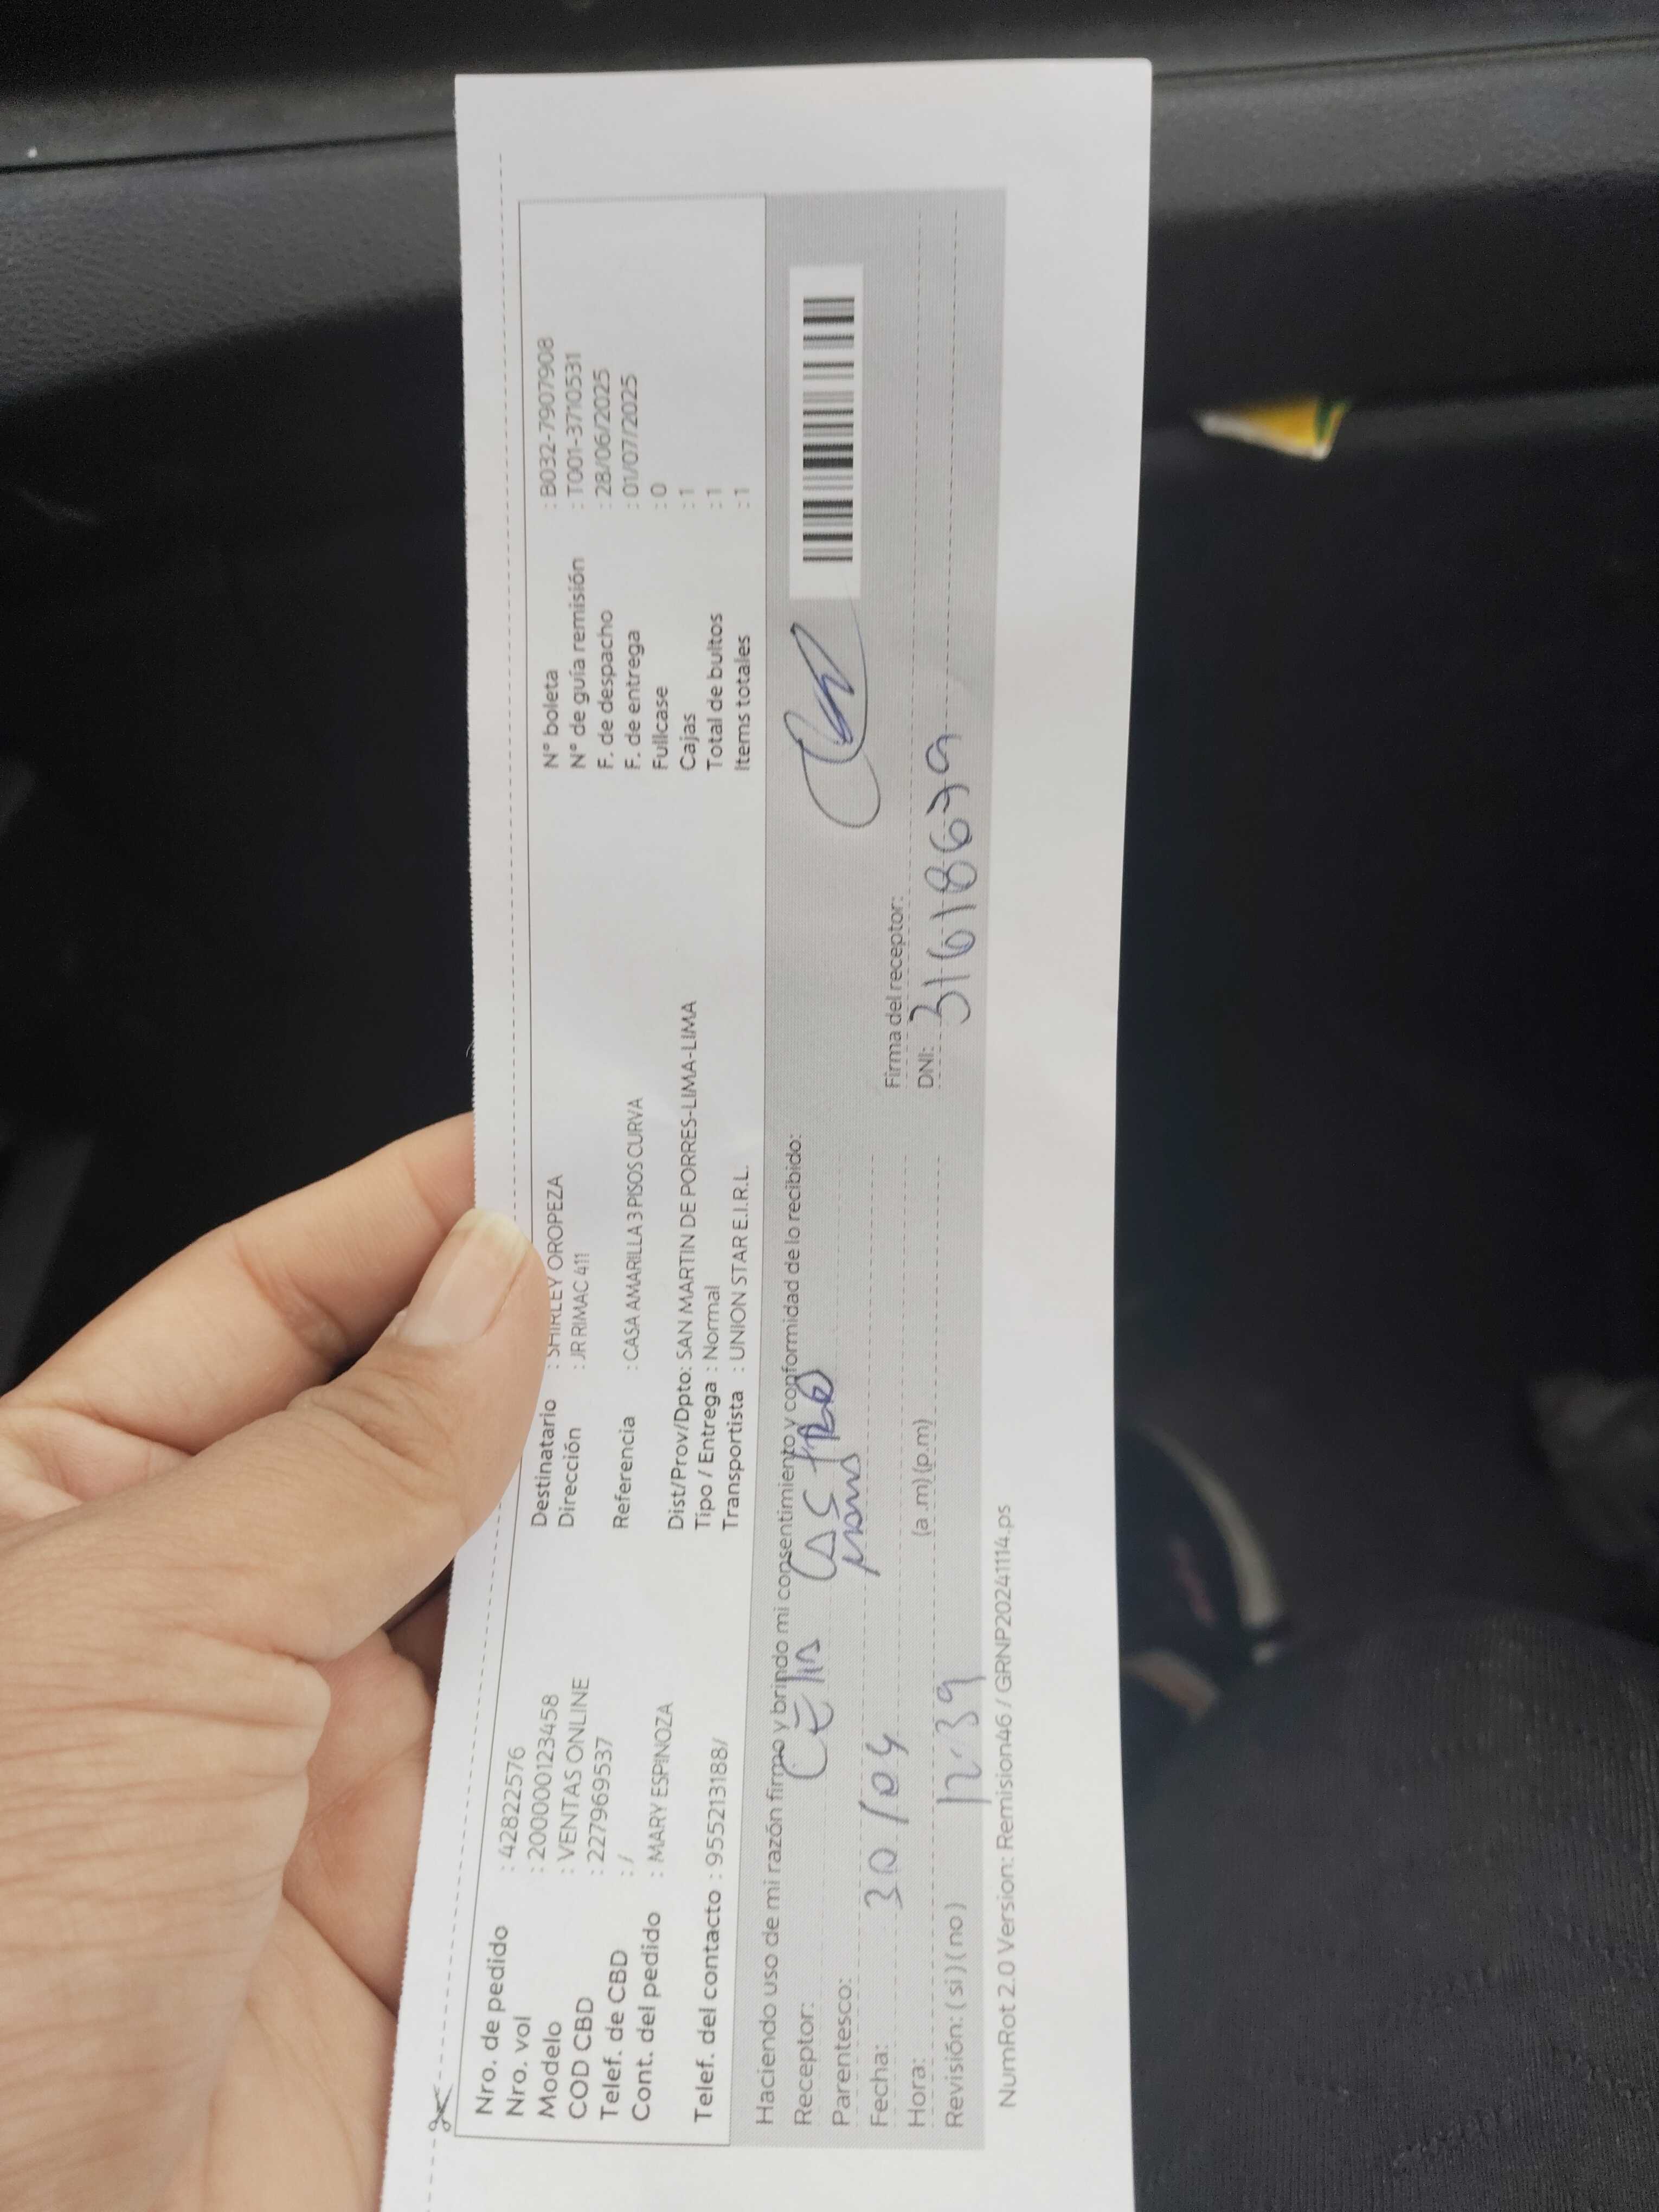 Nro. de pedido : 42822576
Nro. vol : 200000123458
Modelo : VENTAS ONLINE
COD CBD : 227969537
Telef. de CBD : /
Cont. del pedido : MARY ESPINOZA
Telef. del contacto : 955213188/
Destinatario : SHIRLEY OROPEZA
Dirección : JR RIMAC 411
Referencia : CASA AMARILLA 3 PISOS CURVA
Dist/Prov/Dpto: SAN MARTIN DE PORRES-LIMA-LIMA
Tipo / Entrega : Normal
Transportista : UNION STAR E.I.R.L.
N° boleta : B032-7907908
N° de guía remisión : T001-3710531
F. de despacho : 28/06/2025
F. de entrega : 01/07/2025
Fullcase : 0
Cajas : 1
Total de bultos : 1
Items totales : 1
Haciendo uso de mi razón firmo y brindo mi consentimiento y conformidad de lo recibido:
Receptor: Celia CASTRO
Parentesco:
Fecha: 30/04
Hora: 12:39 (a .m) (p.m)
Revisión: ( si ) ( no )
Firma del receptor:
DNI: 31618679
NumRot 2.0 Version: Remision46 / GRNP20241114.ps